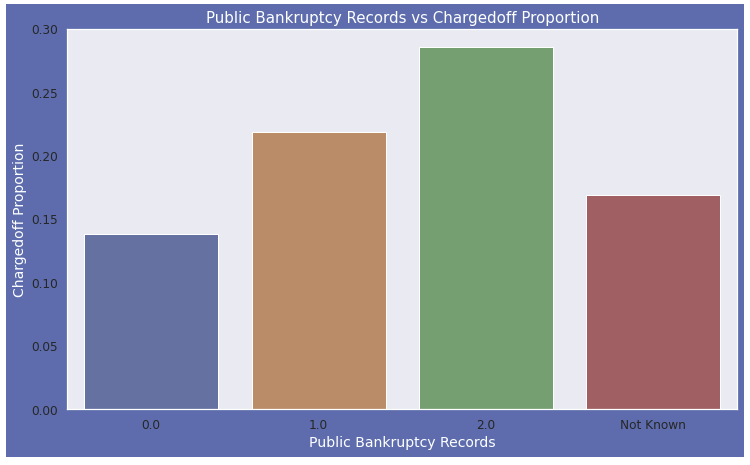 Public Bankruptcy Records vs Chargedoff Proportion
0.30
0.25
0.20
0.15
0.10
0.05
0.00
Chargedoff Proportion
0.0 1.0 2.0 Not Known
Public Bankruptcy Records